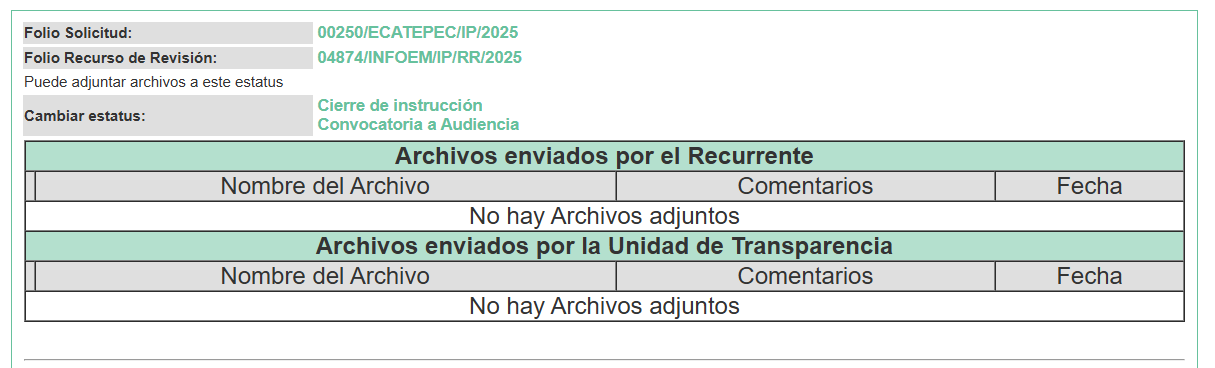 Folio Solicitud: 00250/ECATEPEC/IP/2025
Folio Recurso de Revisión: 04874/INFOEM/IP/RR/2025
Puede adjuntar archivos a este estatus
Cambiar estatus: Cierre de instrucción
Convocatoria a Audiencia
Archivos enviados por el Recurrente
Nombre del Archivo Comentarios Fecha
No hay Archivos adjuntos
Archivos enviados por la Unidad de Transparencia
Nombre del Archivo Comentarios Fecha
No hay Archivos adjuntos